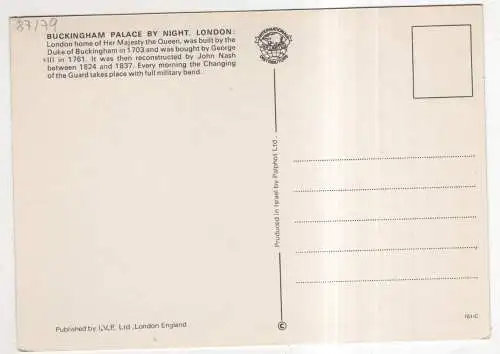 87/79
BUCKINGHAM PALACE BY NIGHT, LONDON:
London home of Her Majesty the Queen, was built by the
Duke of Buckingham in 1703 and was bought by George
III in 1761. It was then reconstructed by John Nash
between 1824 and 1837. Every morning the Changing
of the Guard takes place with full military band.
INTERNATIONAL
DISTRIBUTORS
Produced in Israel by Palphot Ltd.
©
Published by L.V.F. Ltd., London England